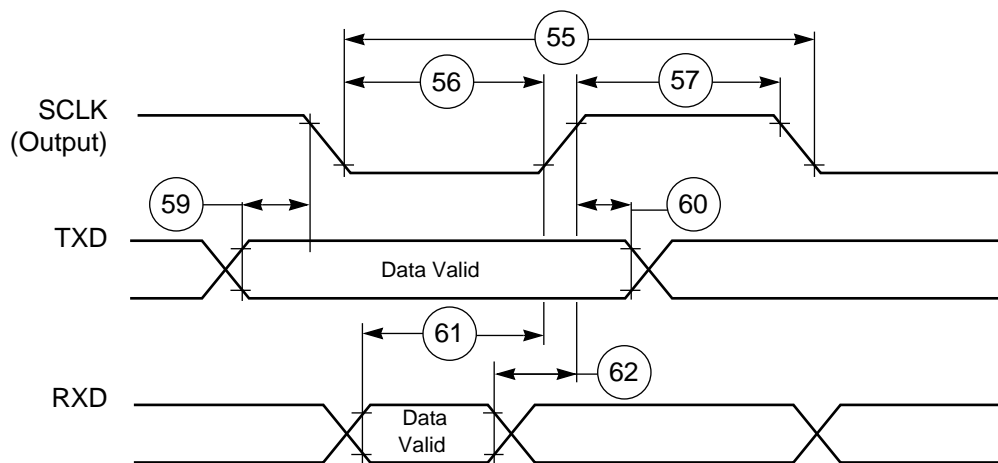 55
56
57
SCLK
(Output)
59
60
TXD
Data Valid
61
62
RXD
Data
Valid